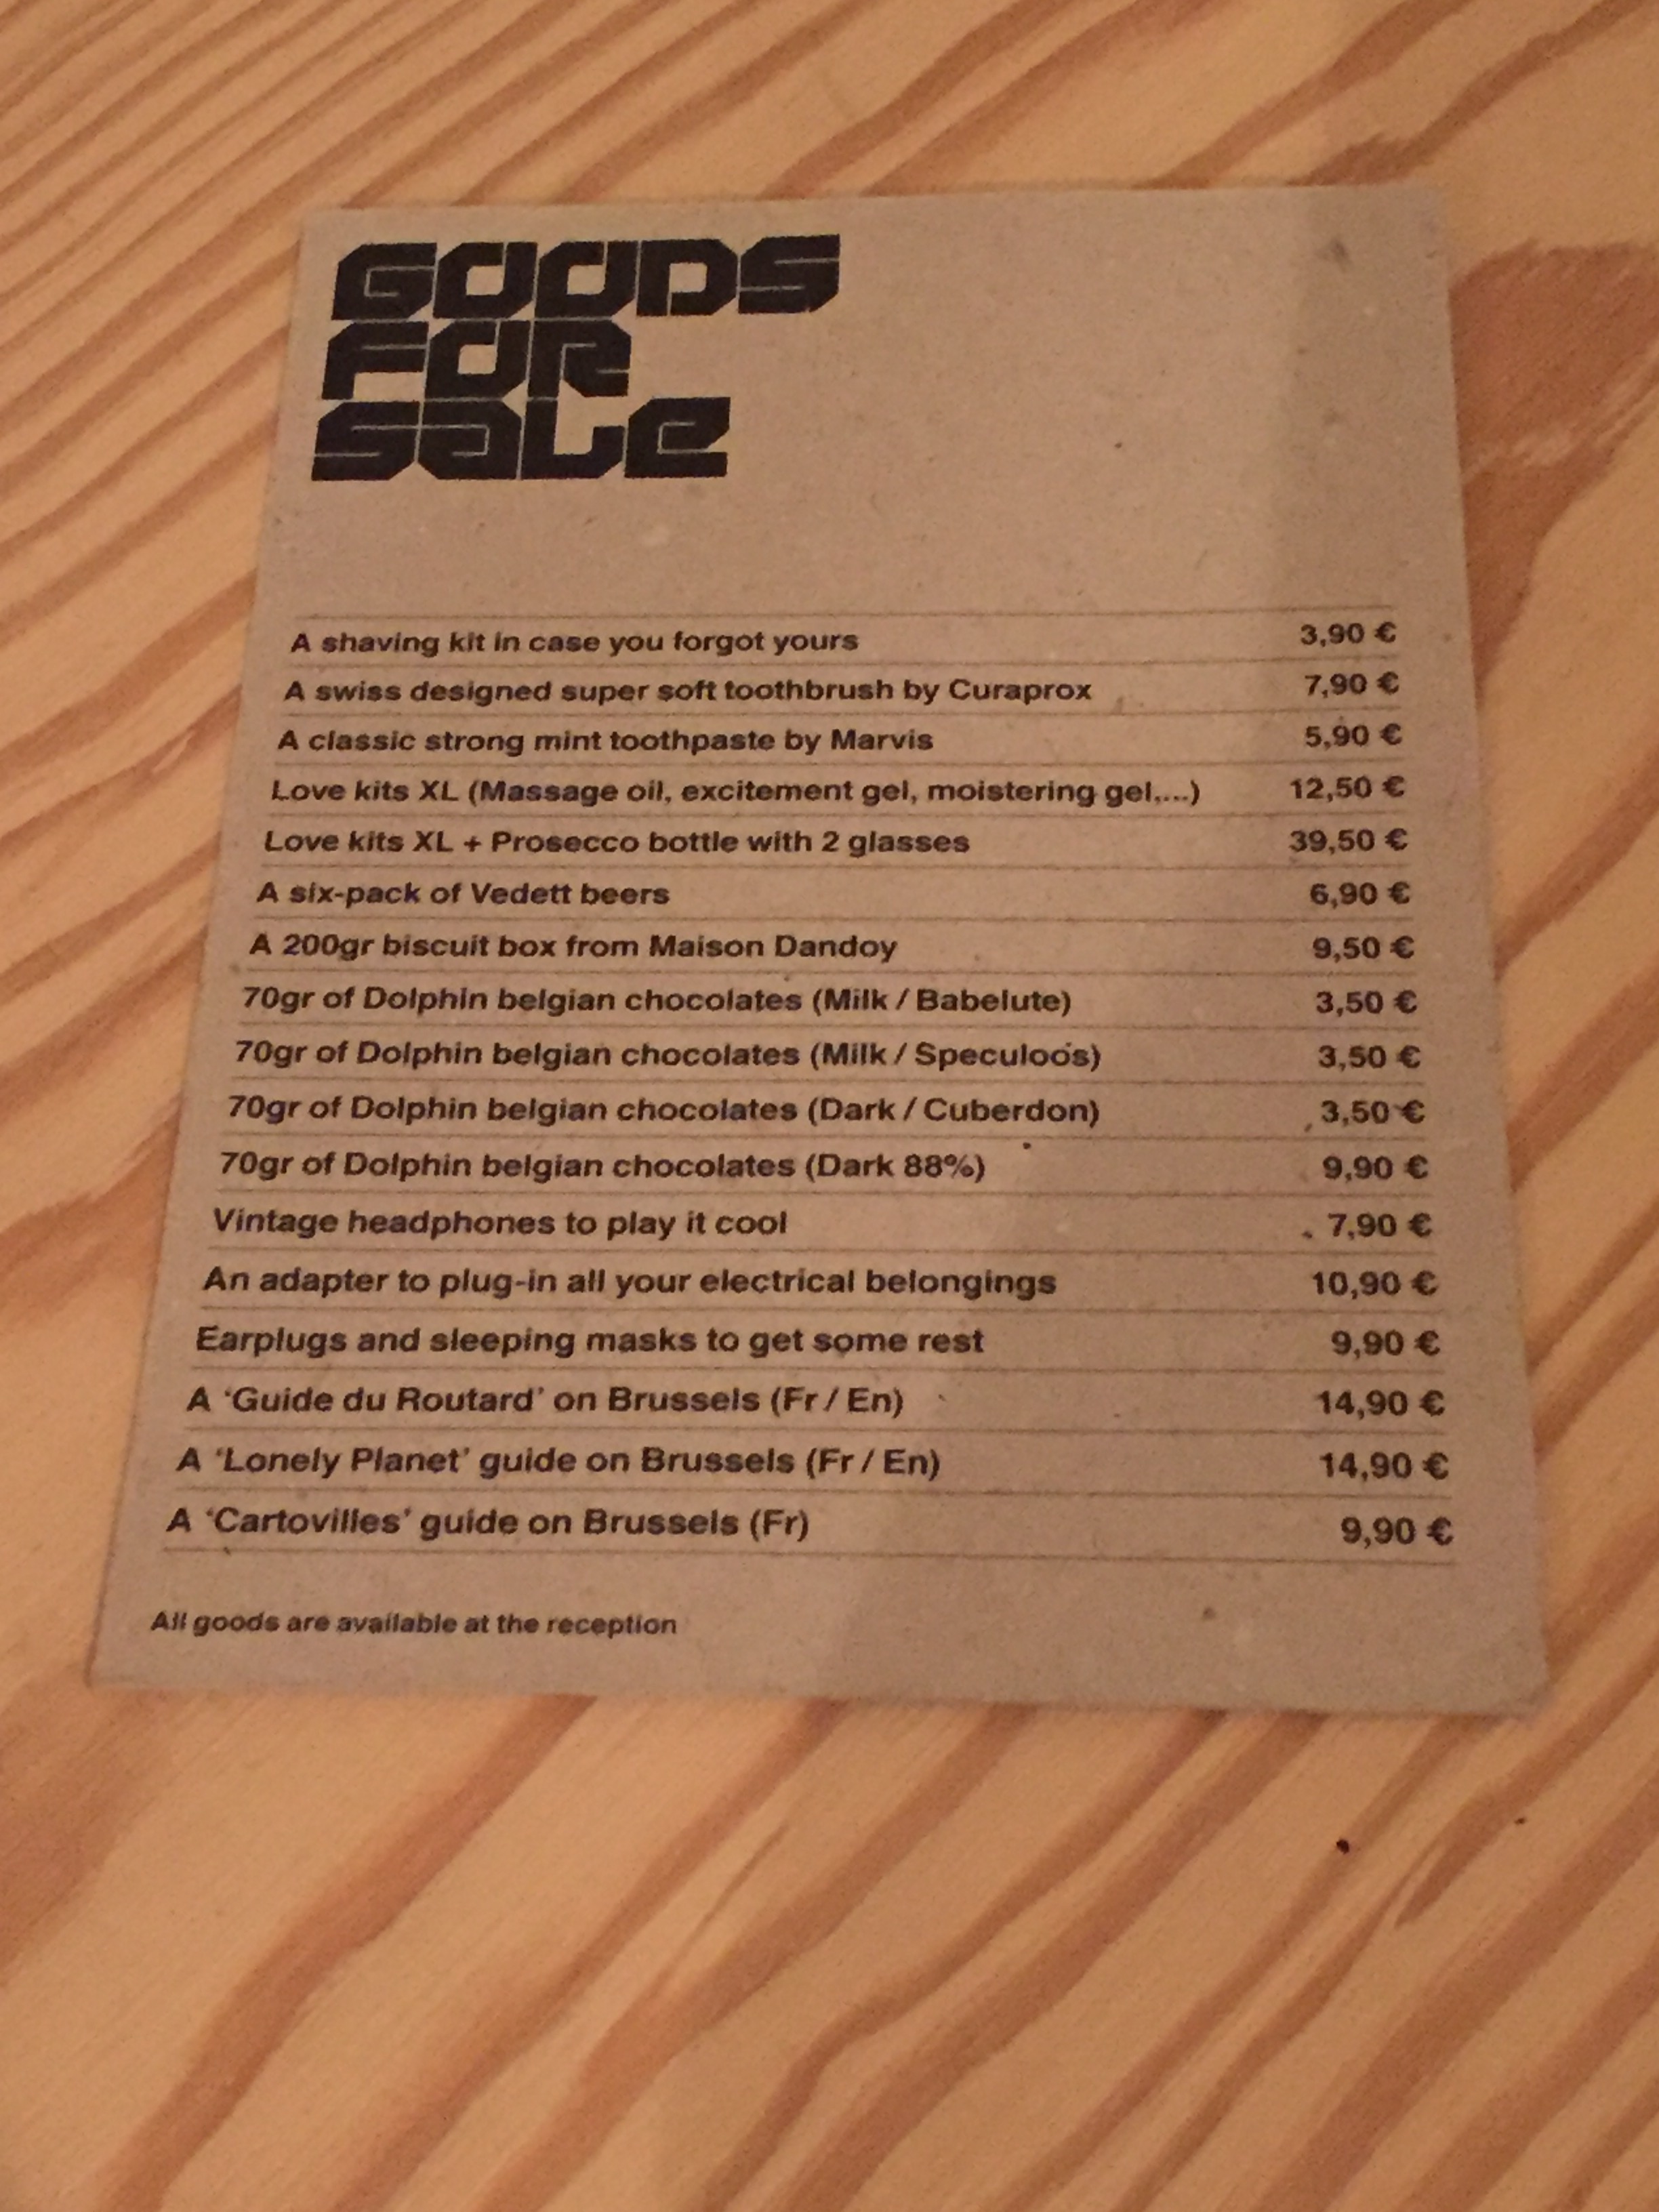 GOODS
FOR
SALE
A shaving kit in case you forgot yours 3,90 €
A swiss designed super soft toothbrush by Curaprox 7,90 €
A classic strong mint toothpaste by Marvis 5,90 €
Love kits XL (Massage oil, excitement gel, moistering gel,...) 12,50 €
Love kits XL + Prosecco bottle with 2 glasses 39,50 €
A six-pack of Vedett beers 6,90 €
A 200gr biscuit box from Maison Dandoy 9,50 €
70gr of Dolphin belgian chocolates (Milk / Babelute) 3,50 €
70gr of Dolphin belgian chocolates (Milk / Speculoos) 3,50 €
70gr of Dolphin belgian chocolates (Dark / Cuberdon) 3,50 €
70gr of Dolphin belgian chocolates (Dark 88%) 9,90 €
Vintage headphones to play it cool 7,90 €
An adapter to plug-in all your electrical belongings 10,90 €
Earplugs and sleeping masks to get some rest 9,90 €
A ‘Guide du Routard’ on Brussels (Fr / En) 14,90 €
A ‘Lonely Planet’ guide on Brussels (Fr / En) 14,90 €
A ‘Cartovilles’ guide on Brussels (Fr) 9,90 €
All goods are available at the reception